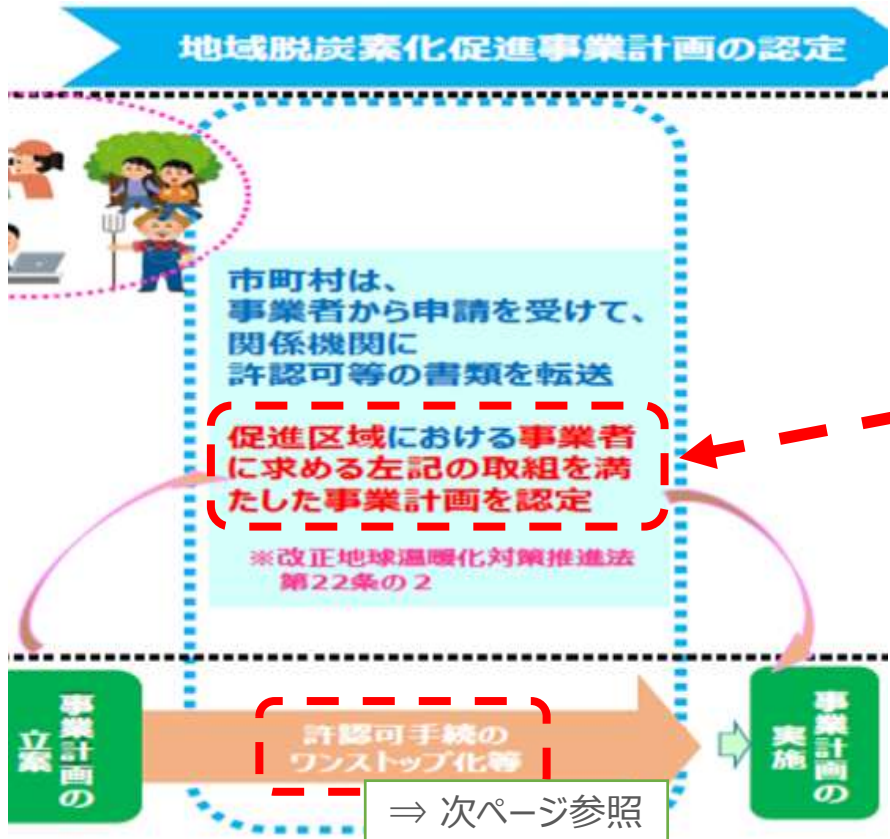 地域脱炭素化促進事業計画の認定
市町村は、
事業者から申請を受けて、
関係機関に
許認可等の書類を転送
促進区域における事業者
に求める左記の取組を満
たした事業計画を認定
※改正地球温暖化対策推進法
第22条の2
事業計画の
立案
許認可手続の
ワンストップ化等
事業計画の
実施
⇒ 次ページ参照